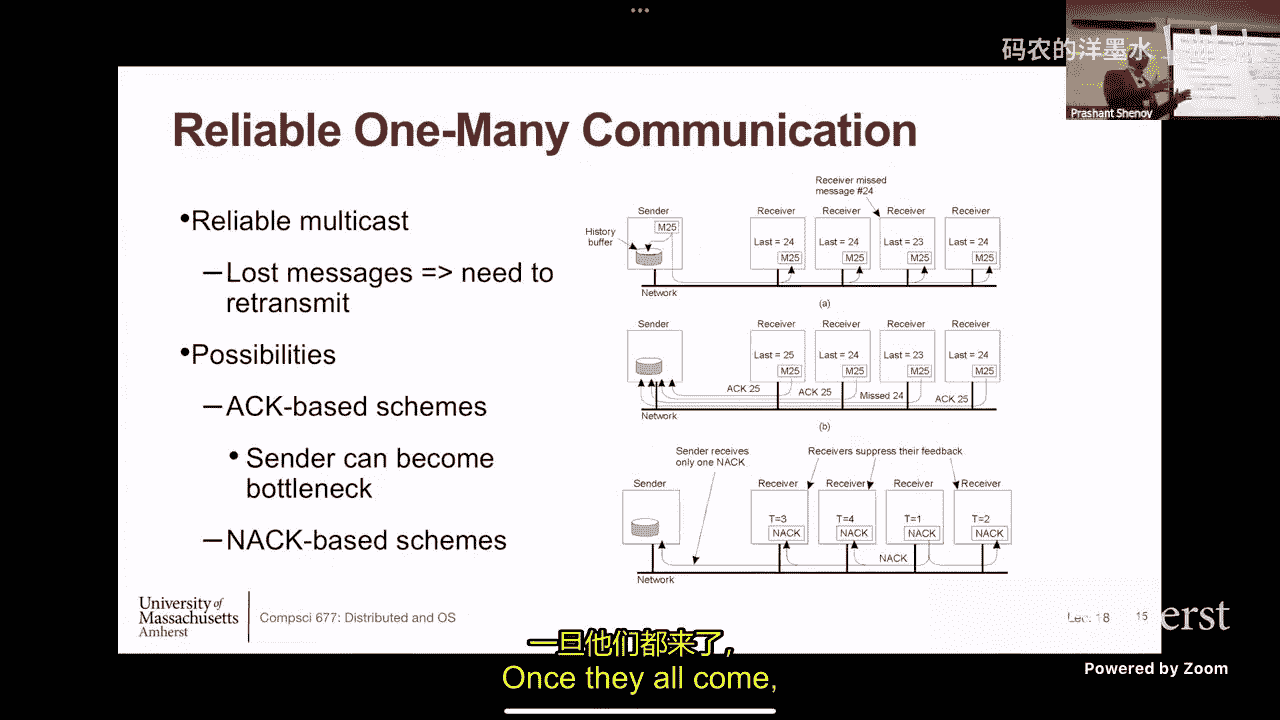 码农的洋墨水
Prashant Shenoy
Reliable One-Many Communication
•Reliable multicast
–Lost messages => need to
retransmit
•Possibilities
–ACK-based schemes
• Sender can become
bottleneck
–NACK-based schemes
Receiver missed
message #24
Sender
Receiver
Receiver
Receiver
Receiver
History
buffer
M25
Last = 24
Last = 24
Last = 23
Last = 24
M25
M25
M25
M25
Network
(a)
Sender
Receiver
Receiver
Receiver
Receiver
Last = 25
Last = 24
Last = 23
Last = 24
M25
M25
M25
M25
ACK 25
ACK 25
Missed 24
ACK 25
Network
(b)
Sender receives
only one NACK
Receivers suppress their feedback
Sender
Receiver
Receiver
Receiver
Receiver
T=3
T=4
T=1
T=2
NACK
NACK
NACK
NACK
NACK
Network
University of
Massachusetts
Amherst
Compsci 677: Distributed and OS
Lec. 18
15
erst
一旦他们都来了,
Once they all come,
Powered by Zoom